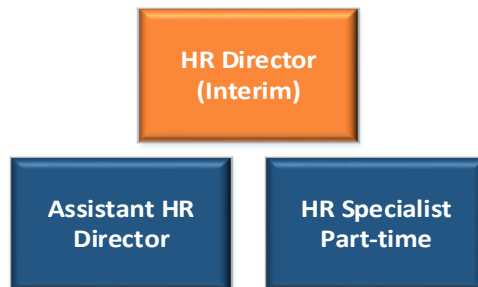 HR Director
(Interim)
Assistant HR
Director
HR Specialist
Part-time